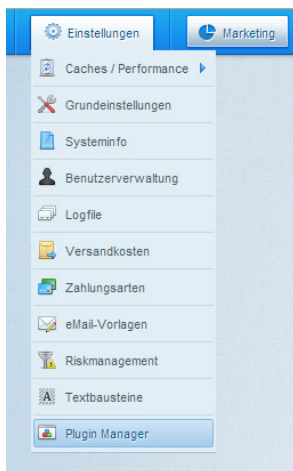 Einstellungen
Marketing
Caches / Performance
Grundeinstellungen
Systeminfo
Benutzerverwaltung
Logfile
Versandkosten
Zahlungsarten
eMail-Vorlagen
Riskmanagement
Textbausteine
Plugin Manager